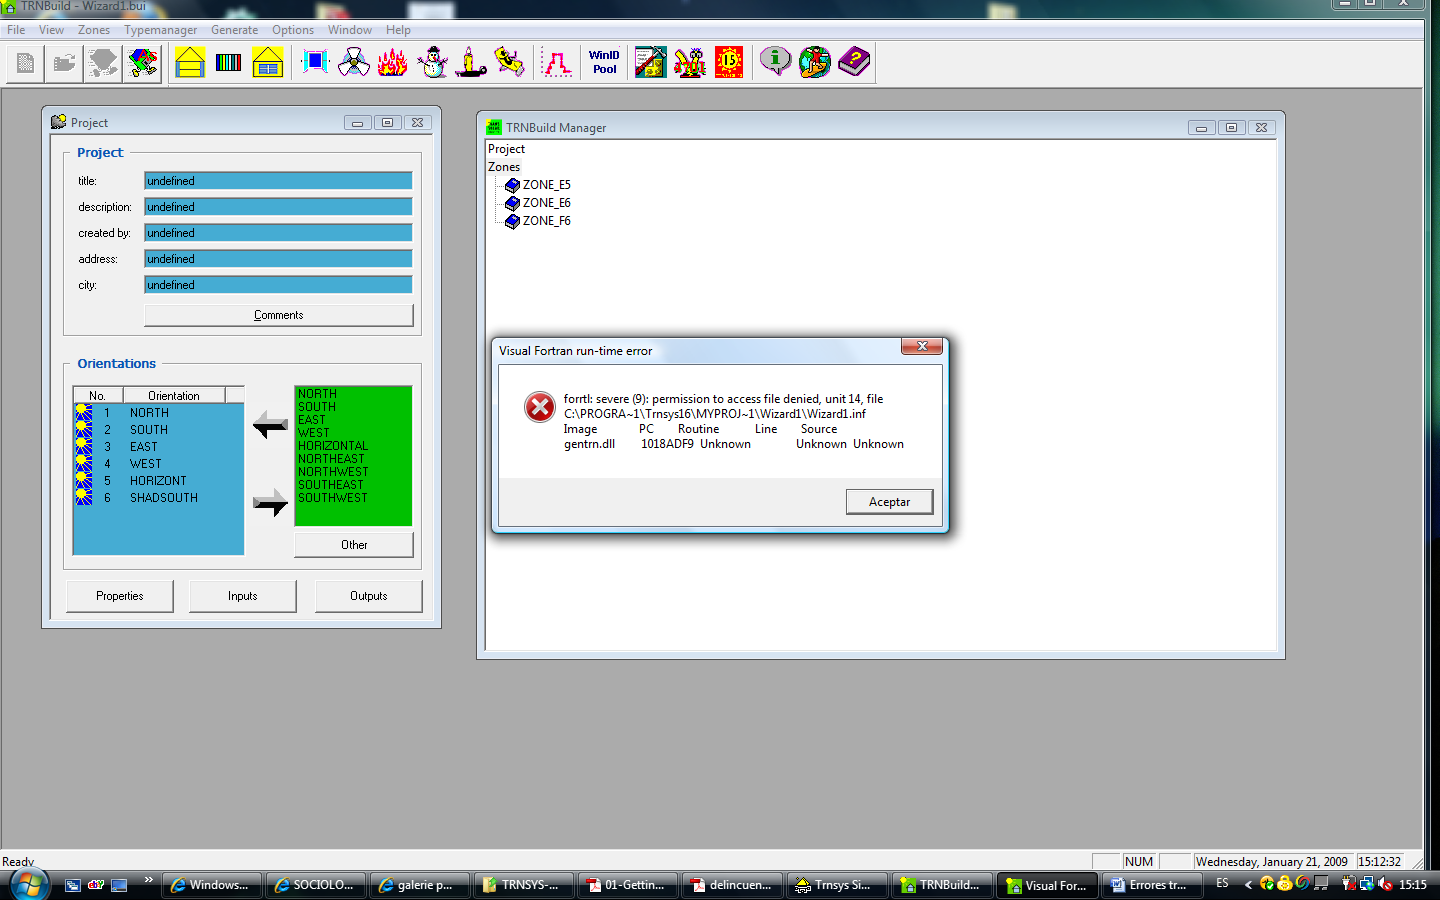 TRNBuild - Wizard1.bui
File View Zones Typemanager Generate Options Window Help
WinID
Pool
15
Project
Project
title: undefined
description: undefined
created by: undefined
address: undefined
city: undefined
Comments
Orientations
No. Orientation
1 NORTH
2 SOUTH
3 EAST
4 WEST
5 HORIZONT
6 SHADSOUTH
NORTH
SOUTH
EAST
WEST
HORIZONTAL
NORTHEAST
NORTHWEST
SOUTHEAST
SOUTHWEST
Other
Properties Inputs Outputs
TRNBuild Manager
Project
Zones
ZONE_E5
ZONE_E6
ZONE_F6
Visual Fortran run-time error
forrtl: severe (9): permission to access file denied, unit 14, file
C:\PROGRA~1\Trnsys16\MYPROJ~1\Wizard1\Wizard1.inf
Image PC Routine Line Source
gentrn.dll 1018ADF9 Unknown Unknown Unknown
Aceptar
Ready NUM Wednesday, January 21, 2009 15:12:32
» Windows... SOCIOLO... galerie p... TRNSYS-... 01-Gettin... delincuen... Trnsys Si... TRNBuild... Visual For... Errores tr... ES < 15:15